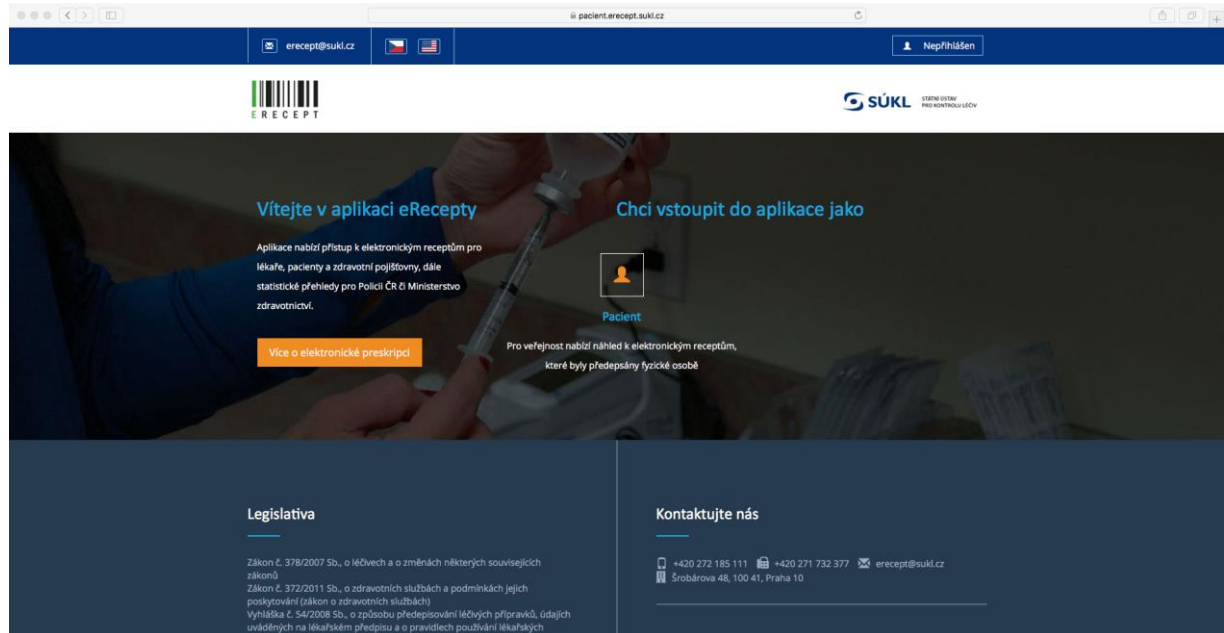 pacient.erecept.sukl.cz
erecept@sukl.cz
Nepřihlášen
ERECEPT
SÚKL STÁTNÍ ÚSTAV
PRO KONTROLU LÉČIV
Vítejte v aplikaci eRecepty
Aplikace nabízí přístup k elektronickým receptům pro
lékaře, pacienty a zdravotní pojišťovny, dále
statistické přehledy pro Policii ČR či Ministerstvo
zdravotnictví.
Více o elektronické preskripci
Chci vstoupit do aplikace jako
Pacient
Pro veřejnost nabízí náhled k elektronickým receptům,
které byly předepsány fyzické osobě
Legislativa
Zákon č. 378/2007 Sb., o léčivech a o změnách některých souvisejících
zákonů
Zákon č. 372/2011 Sb., o zdravotních službách a podmínkách jejich
poskytování (zákon o zdravotních službách)
Vyhláška č. 54/2008 Sb., o způsobu předepisování léčivých přípravků, údajích
uváděných na lékařském předpisu a o pravidlech používání lékařských
Kontaktujte nás
+420 272 185 111 +420 271 732 377 erecept@sukl.cz
Šrobárova 48, 100 41, Praha 10